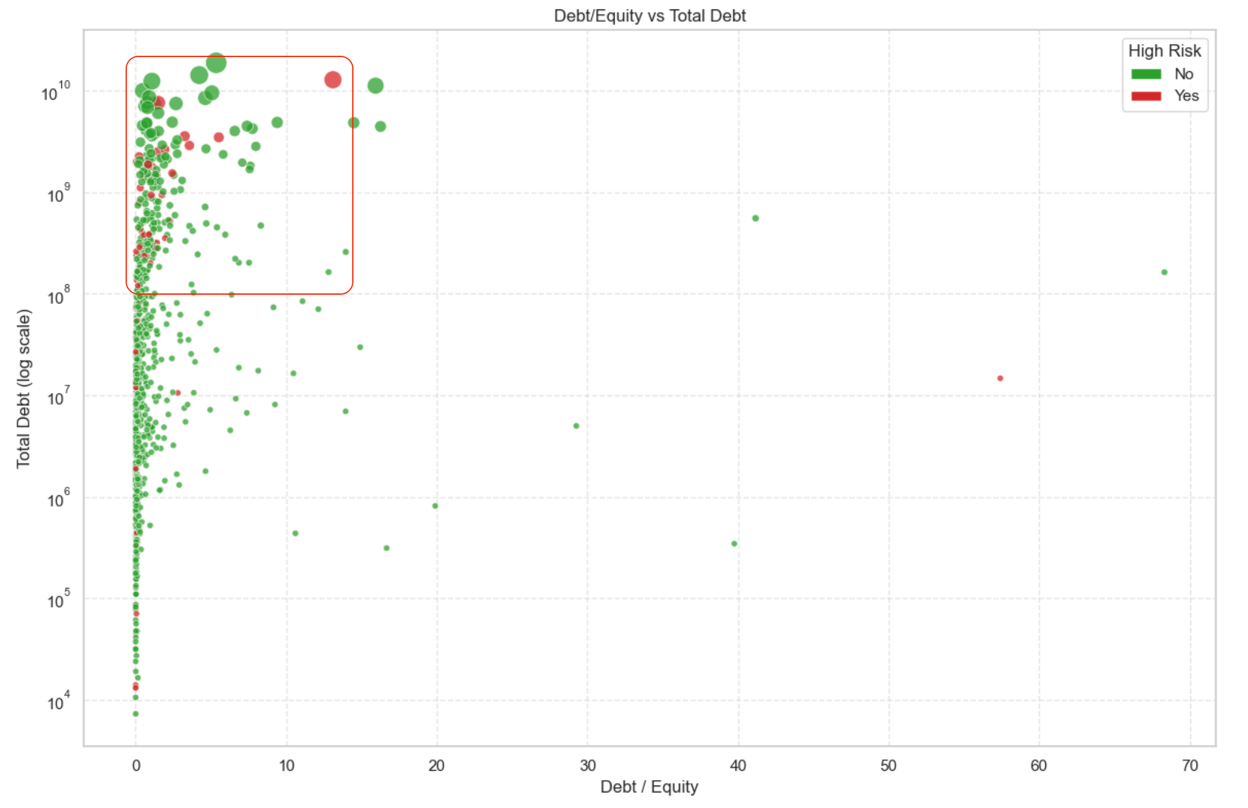 Debt/Equity vs Total Debt
High Risk
No
Yes
Total Debt (log scale)
10^10
10^9
10^8
10^7
10^6
10^5
10^4
0 10 20 30 40 50 60 70
Debt / Equity